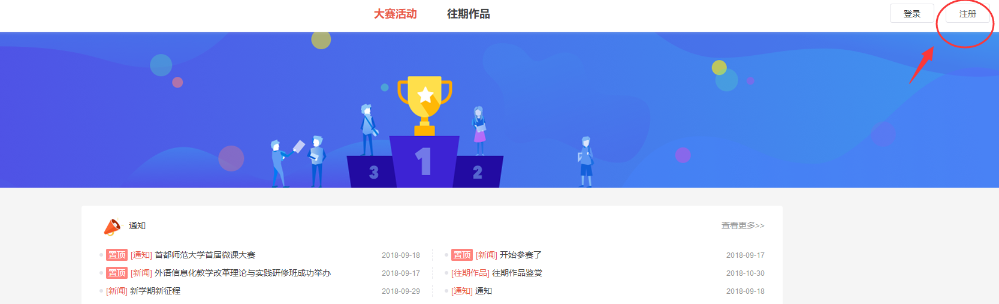 大赛活动 往期作品 登录 注册
3 1 2
通知 查看更多>>
置顶 [通知] 首都师范大学首届微课大赛 2018-09-18
置顶 [新闻] 开始参赛了 2018-09-17
置顶 [新闻] 外语信息化教学改革理论与实践研修班成功举办 2018-09-17
[往期作品] 往期作品鉴赏 2018-10-30
[新闻] 新学期新征程 2018-09-29
[通知] 通知 2018-09-18